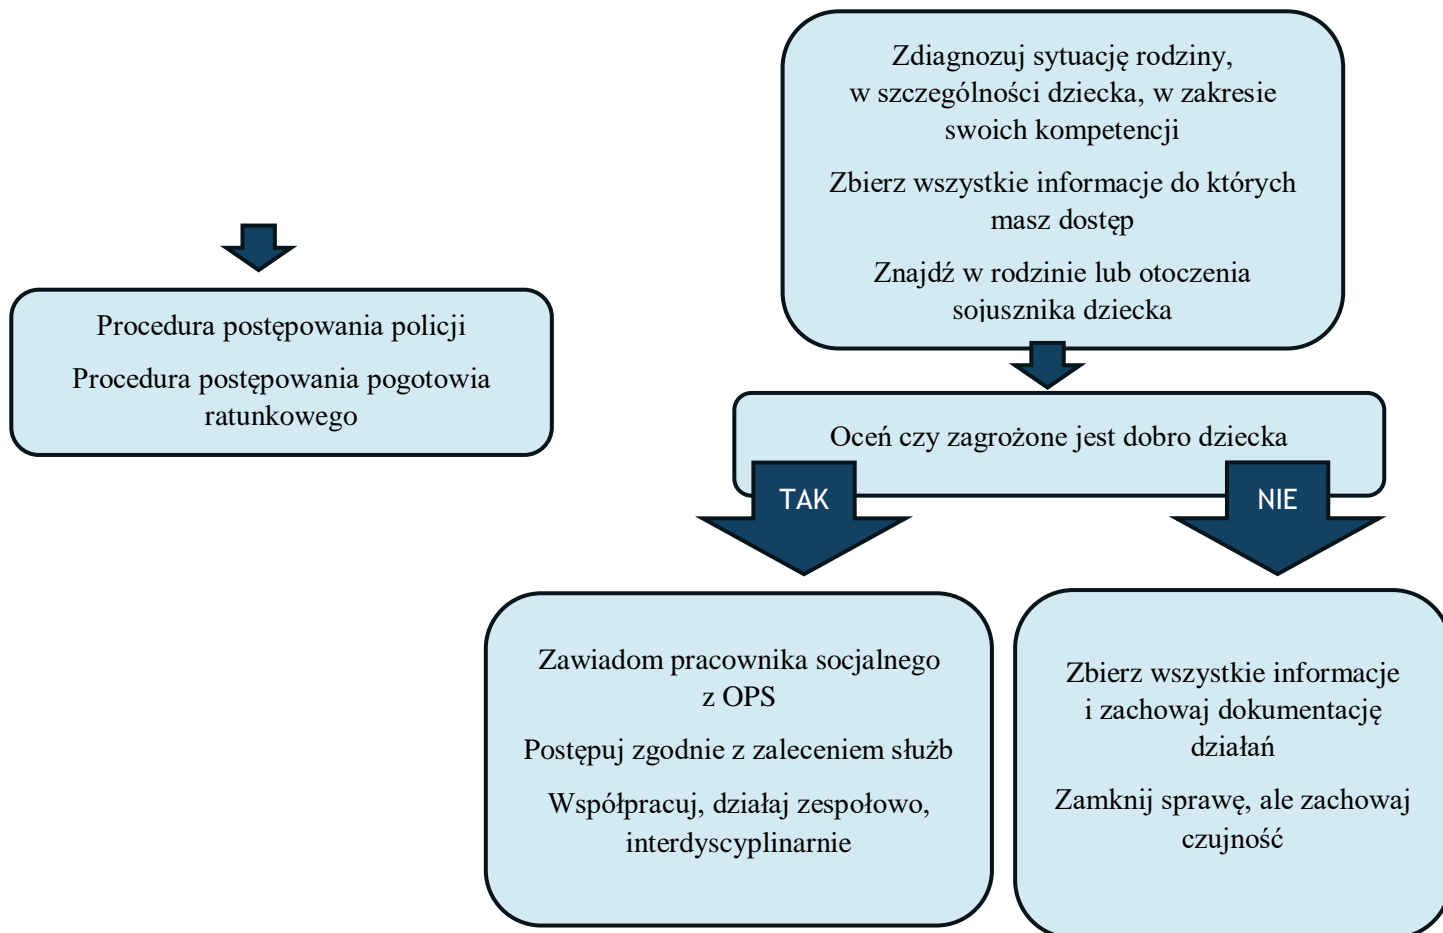 Zdiagnozuj sytuację rodziny,
w szczególności dziecka, w zakresie
swoich kompetencji
Zbierz wszystkie informacje do których
masz dostęp
Znajdź w rodzinie lub otoczenia
sojusznika dziecka
Procedura postępowania policji
Procedura postępowania pogotowia
ratunkowego
Oceń czy zagrożone jest dobro dziecka
TAK
NIE
Zawiadom pracownika socjalnego
z OPS
Postępuj zgodnie z zaleceniem służb
Współpracuj, działaj zespołowo,
interdyscyplinarnie
Zbierz wszystkie informacje
i zachowaj dokumentację
działań
Zamknij sprawę, ale zachowaj
czujność